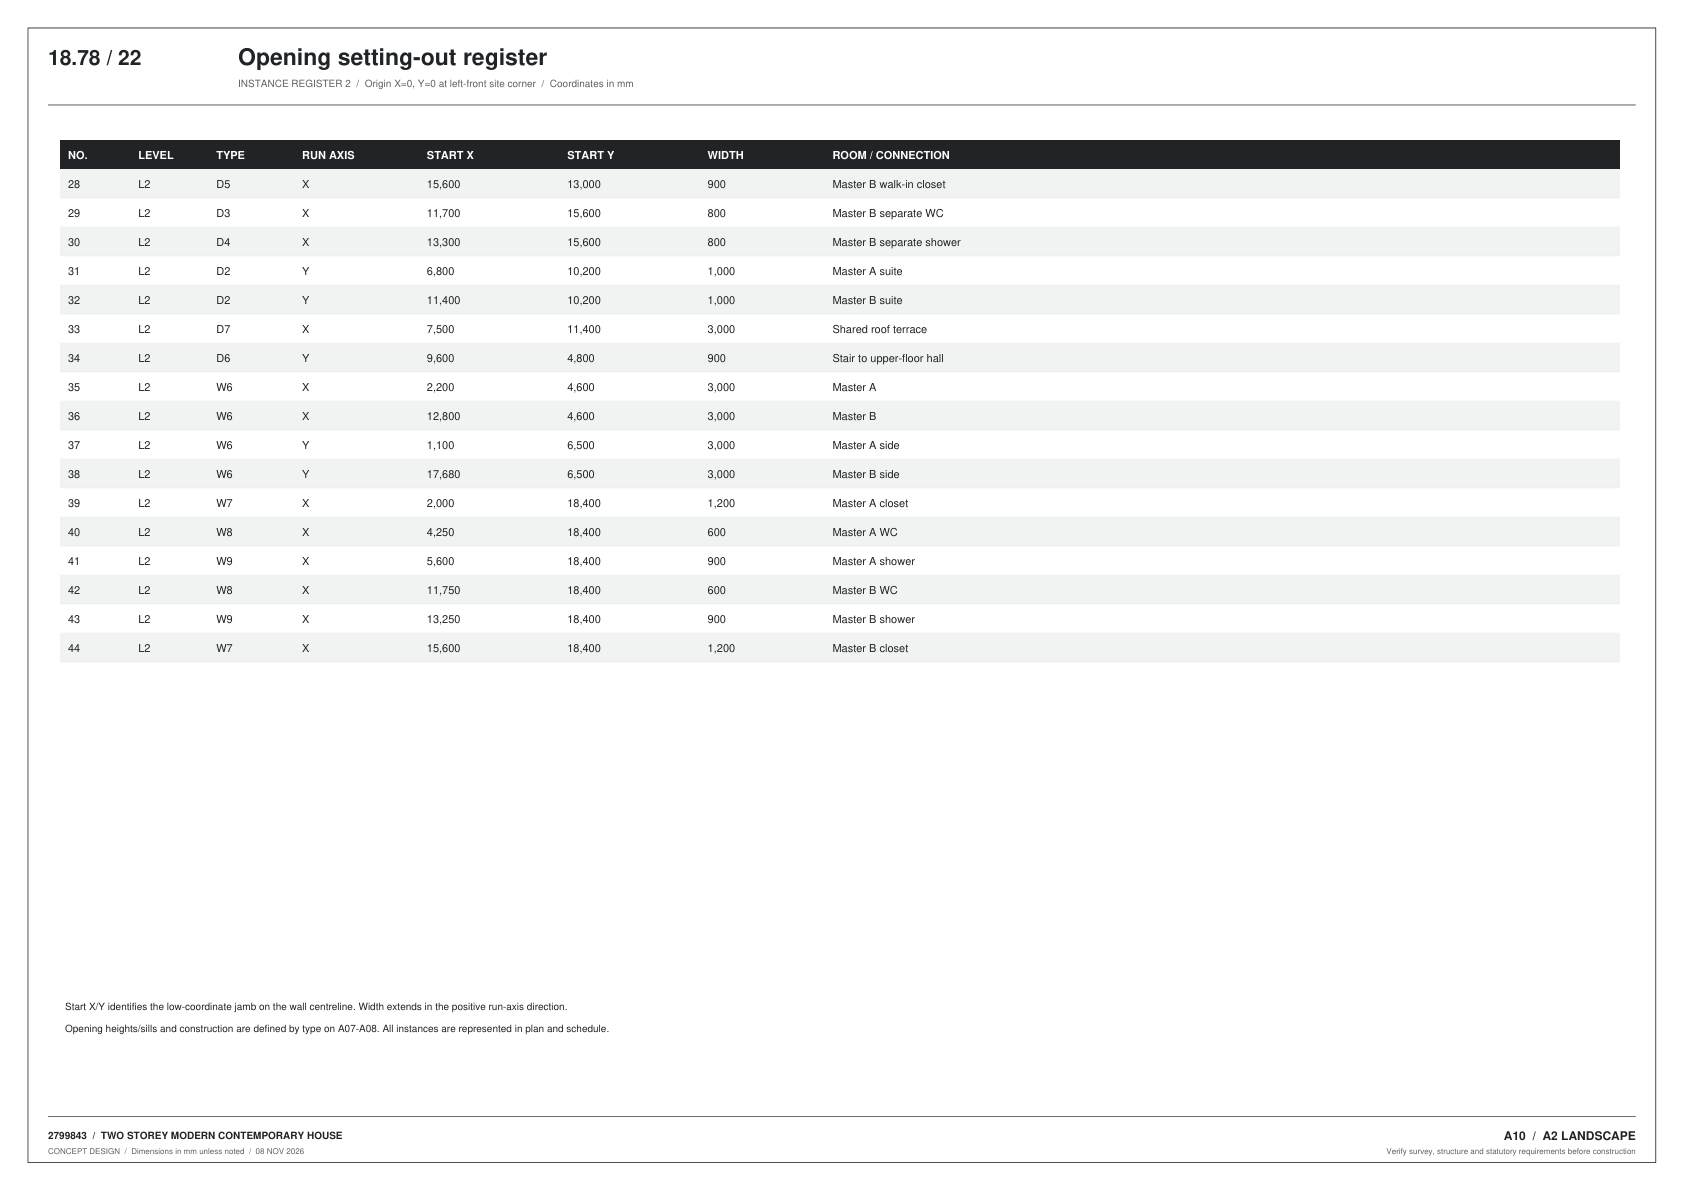 18.78 / 22 Opening setting-out register
INSTANCE REGISTER 2 / Origin X=0, Y=0 at left-front site corner / Coordinates in mm
NO. LEVEL TYPE RUN AXIS START X START Y WIDTH ROOM / CONNECTION
28 L2 D5 X 15,600 13,000 900 Master B walk-in closet
29 L2 D3 X 11,700 15,600 800 Master B separate WC
30 L2 D4 X 13,300 15,600 800 Master B separate shower
31 L2 D2 Y 6,800 10,200 1,000 Master A suite
32 L2 D2 Y 11,400 10,200 1,000 Master B suite
33 L2 D7 X 7,500 11,400 3,000 Shared roof terrace
34 L2 D6 Y 9,600 4,800 900 Stair to upper-floor hall
35 L2 W6 X 2,200 4,600 3,000 Master A
36 L2 W6 X 12,800 4,600 3,000 Master B
37 L2 W6 Y 1,100 6,500 3,000 Master A side
38 L2 W6 Y 17,680 6,500 3,000 Master B side
39 L2 W7 X 2,000 18,400 1,200 Master A closet
40 L2 W8 X 4,250 18,400 600 Master A WC
41 L2 W9 X 5,600 18,400 900 Master A shower
42 L2 W8 X 11,750 18,400 600 Master B WC
43 L2 W9 X 13,250 18,400 900 Master B shower
44 L2 W7 X 15,600 18,400 1,200 Master B closet
Start X/Y identifies the low-coordinate jamb on the wall centreline. Width extends in the positive run-axis direction.
Opening heights/sills and construction are defined by type on A07-A08. All instances are represented in plan and schedule.
2799843 / TWO STOREY MODERN CONTEMPORARY HOUSE A10 / A2 LANDSCAPE
CONCEPT DESIGN / Dimensions in mm unless noted / 08 NOV 2026 Verify survey, structure and statutory requirements before construction